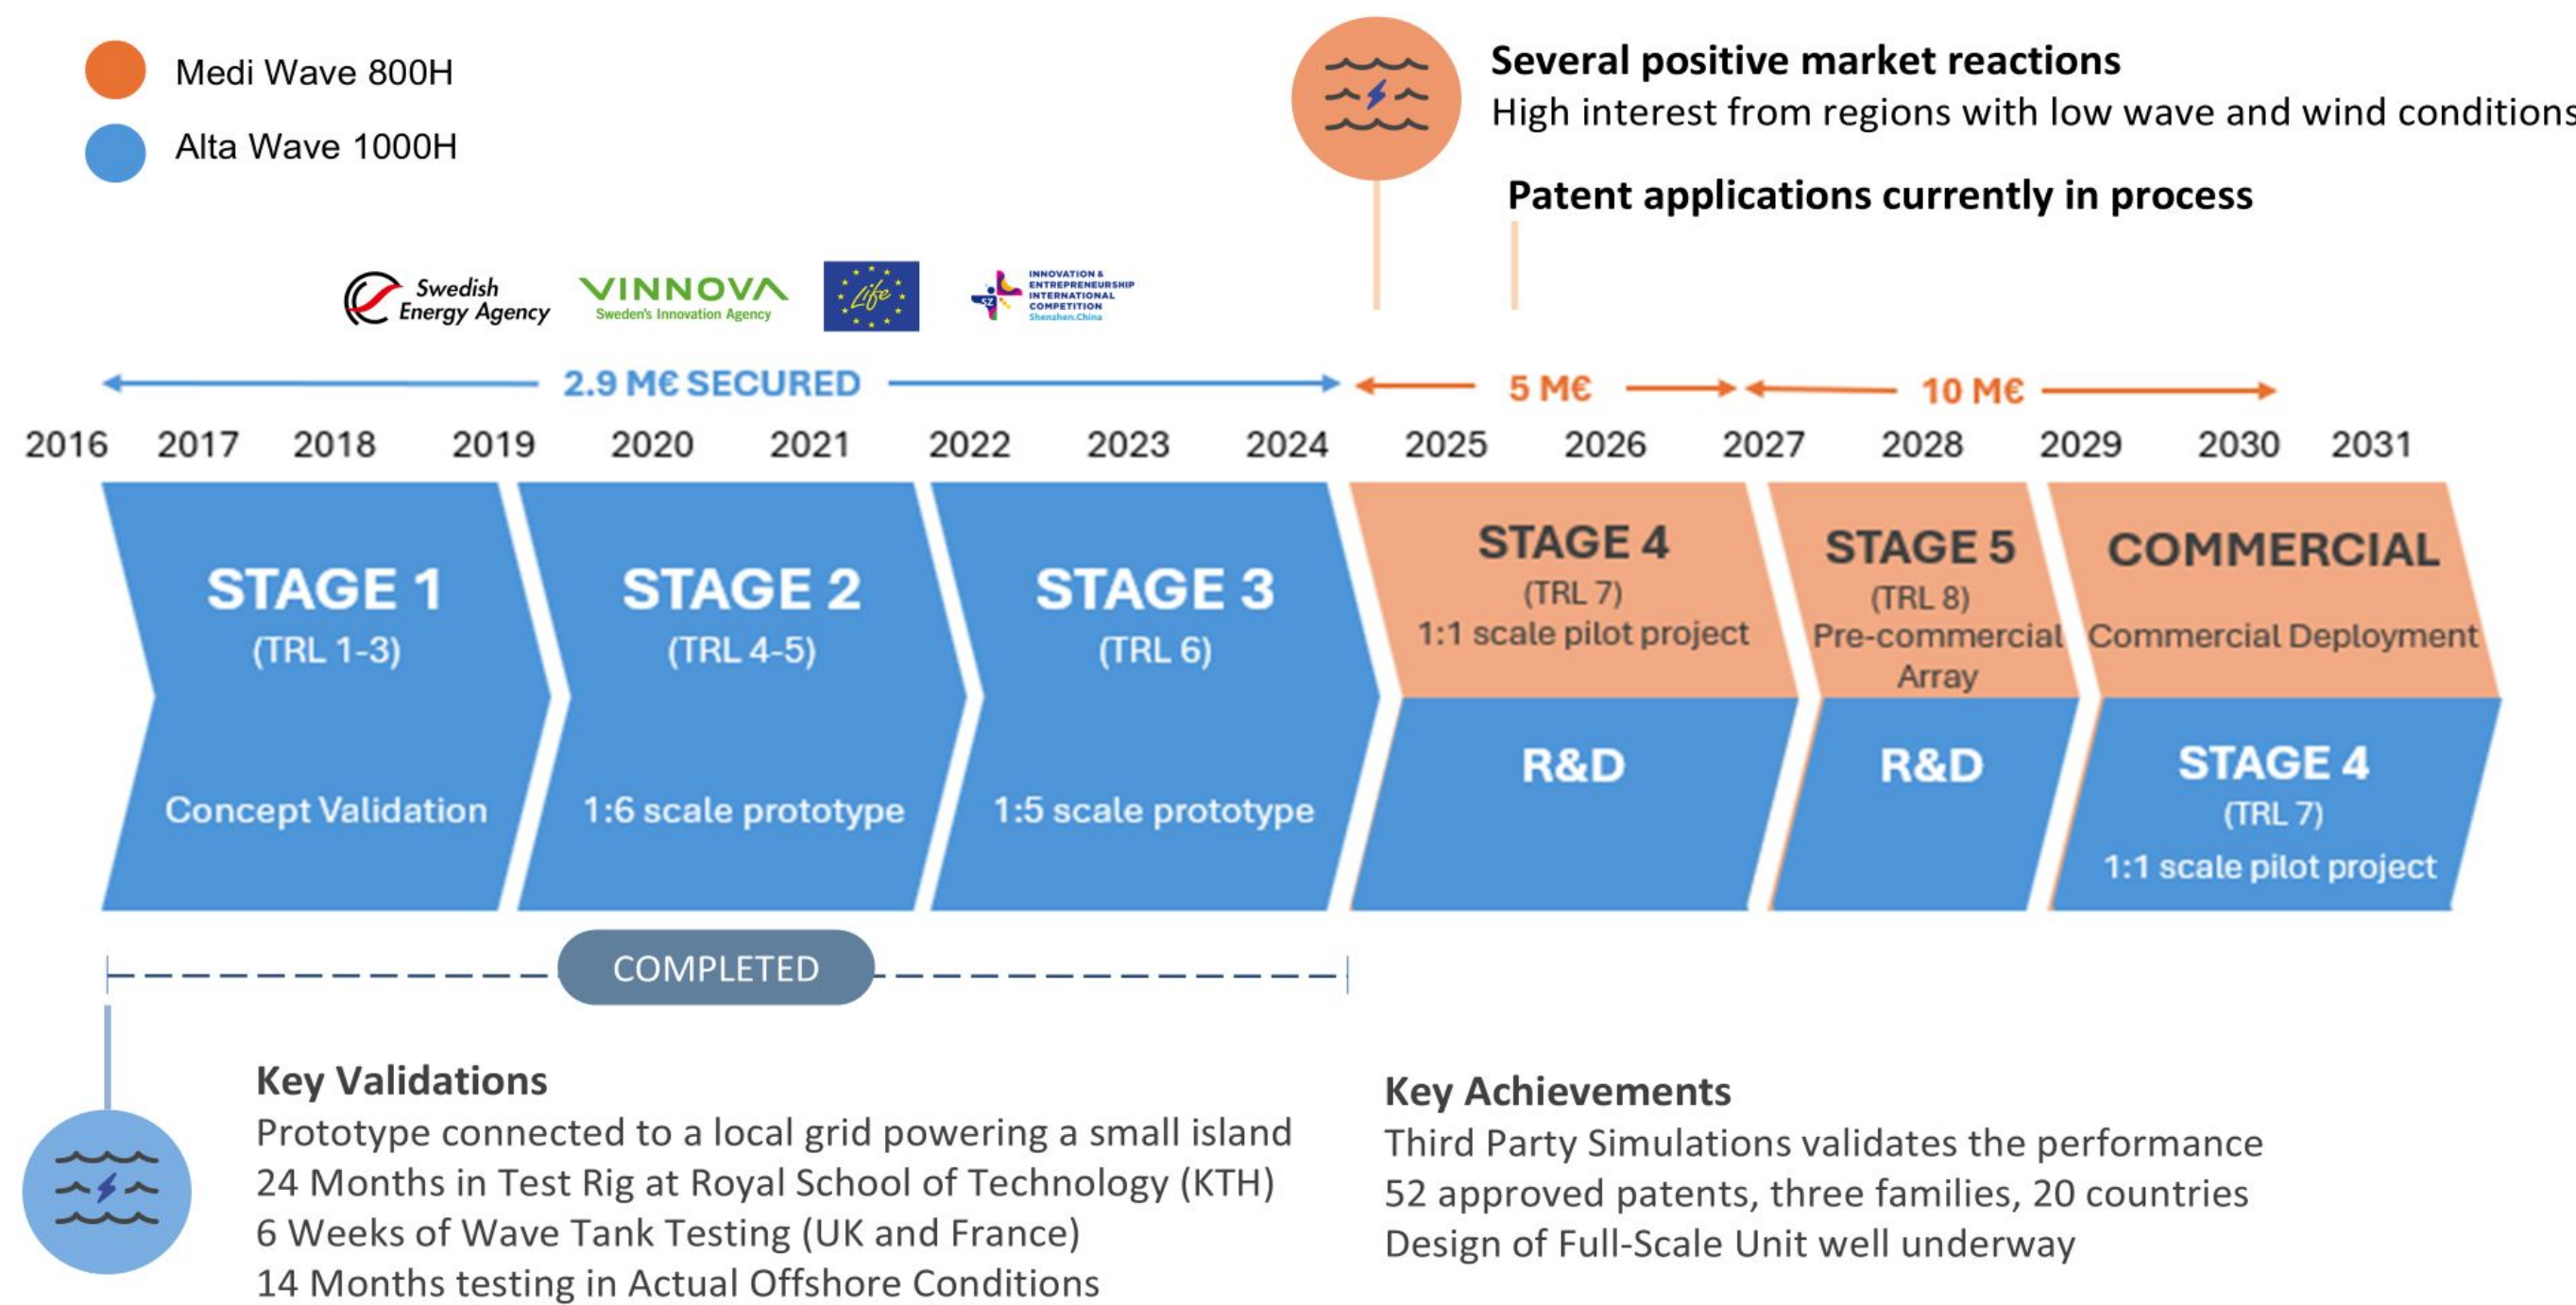 Medi Wave 800H
Alta Wave 1000H
Several positive market reactions
High interest from regions with low wave and wind conditions
Patent applications currently in process
Swedish
Energy Agency
VINNOVA
Sweden's Innovation Agency
Life
SZ
INNOVATION &
ENTREPRENEURSHIP
INTERNATIONAL
COMPETITION
Shenzhen.China
2.9 M€ SECURED
5 M€
10 M€
2016 2017 2018 2019 2020 2021 2022 2023 2024 2025 2026 2027 2028 2029 2030 2031
STAGE 1
(TRL 1-3)
Concept Validation
STAGE 2
(TRL 4-5)
1:6 scale prototype
STAGE 3
(TRL 6)
1:5 scale prototype
STAGE 4
(TRL 7)
1:1 scale pilot project
R&D
STAGE 5
(TRL 8)
Pre-commercial
Array
R&D
COMMERCIAL
Commercial Deployment
STAGE 4
(TRL 7)
1:1 scale pilot project
COMPLETED
Key Validations
Prototype connected to a local grid powering a small island
24 Months in Test Rig at Royal School of Technology (KTH)
6 Weeks of Wave Tank Testing (UK and France)
14 Months testing in Actual Offshore Conditions
Key Achievements
Third Party Simulations validates the performance
52 approved patents, three families, 20 countries
Design of Full-Scale Unit well underway